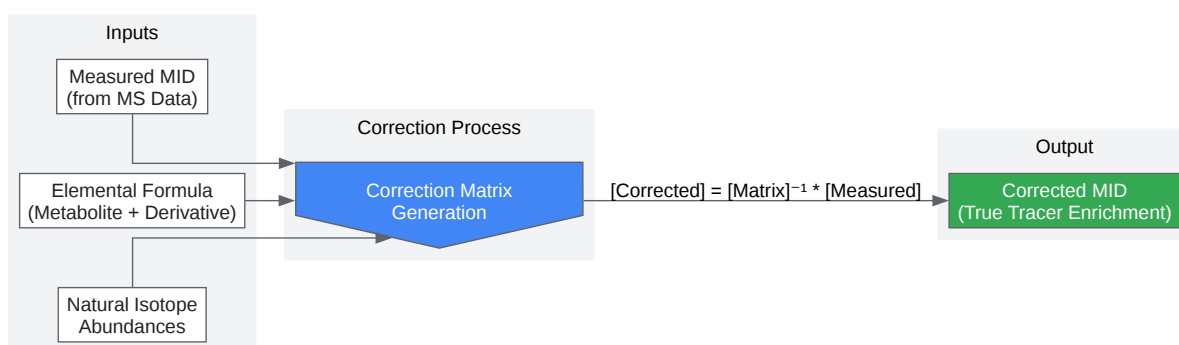 Inputs
Measured MID
(from MS Data)
Elemental Formula
(Metabolite + Derivative)
Natural Isotope
Abundances
Correction Process
Correction Matrix
Generation
[Corrected] = [Matrix]⁻¹ * [Measured]
Output
Corrected MID
(True Tracer Enrichment)